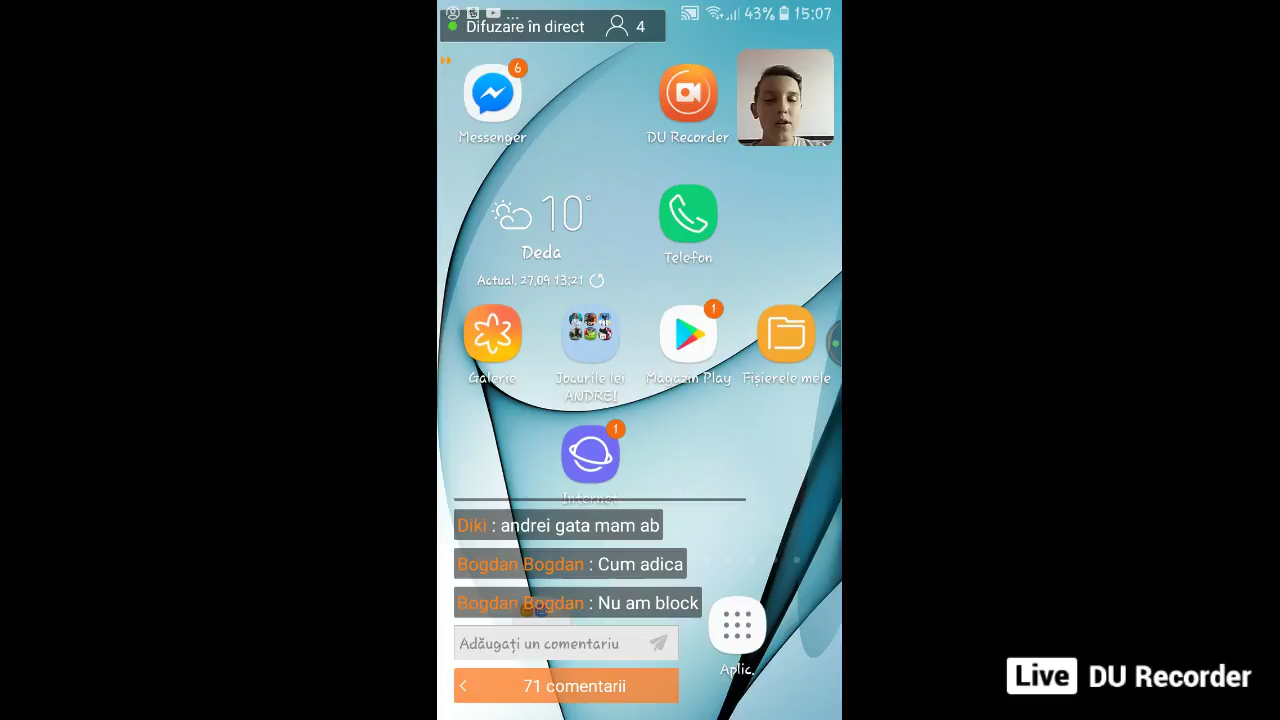 43% 15:07
Difuzare în direct 4
6
Messenger
DU Recorder
10°
Deda
Actual, 27.09 13:21
Telefon
1
Galerie
Jocurile lei
ANDREI
Magazin Play
Fișierele mele
1
Internet
Diki : andrei gata mam ab
Bogdan Bogdan : Cum adica
Bogdan Bogdan : Nu am block
Adăugați un comentariu
Aplic.
71 comentarii
Live DU Recorder